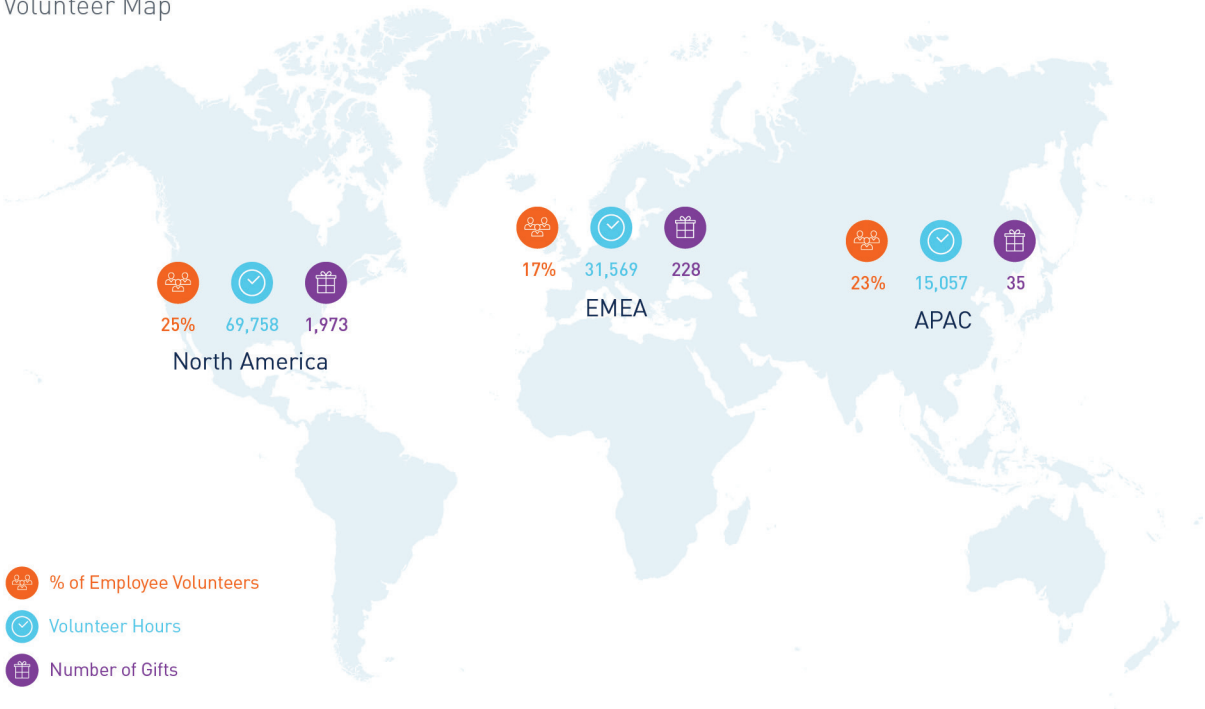 Volunteer Map
17% 31,569 228
EMEA
23% 15,057 35
APAC
25% 69,758 1,973
North America
% of Employee Volunteers
Volunteer Hours
Number of Gifts